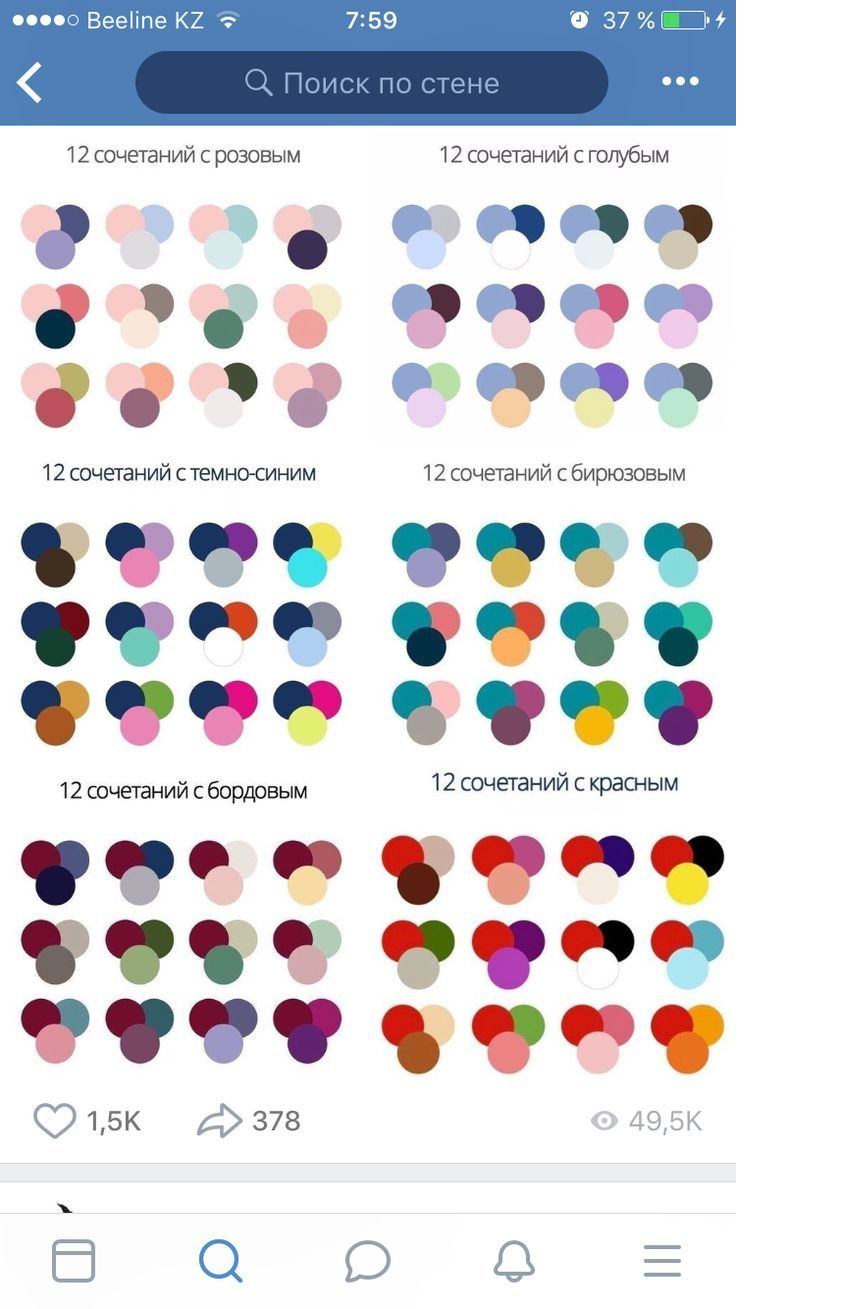 Beeline KZ 7:59 37 %
Поиск по стене
12 сочетаний с розовым
12 сочетаний с голубым
12 сочетаний с темно-синим
12 сочетаний с бирюзовым
12 сочетаний с бордовым
12 сочетаний с красным
1,5K 378 49,5K